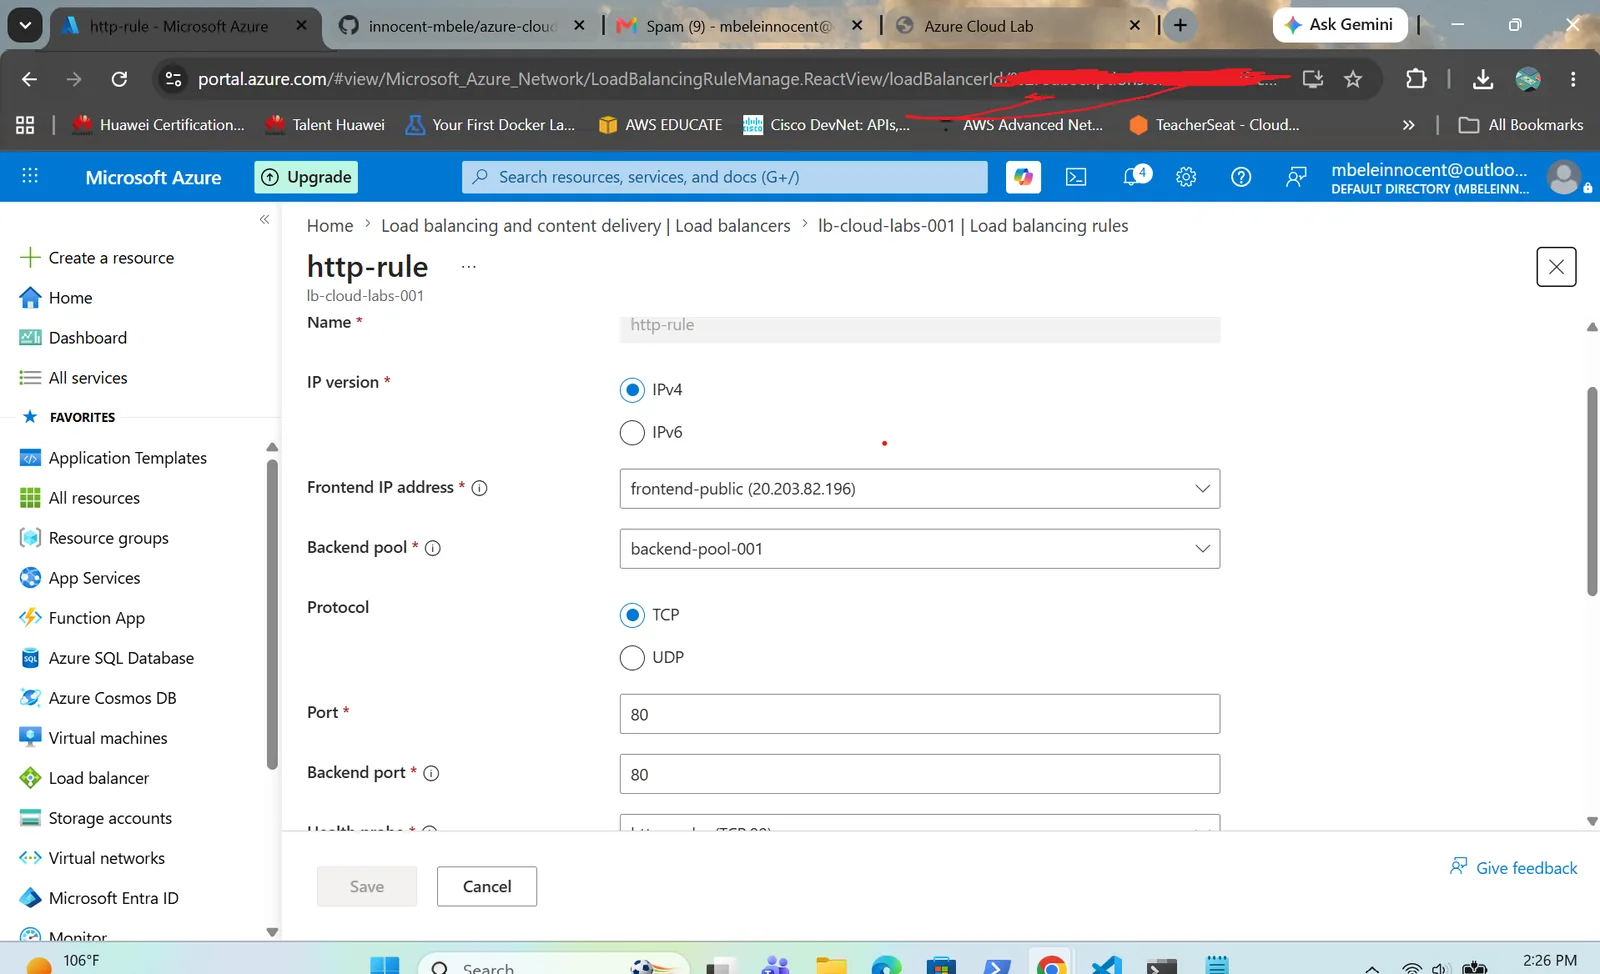 http-rule - Microsoft Azure
innocent-mbele/azure-cloud
Spam (9) - mbeleinnocent@
Azure Cloud Lab
Ask Gemini
portal.azure.com/#view/Microsoft_Azure_Network/LoadBalancingRuleManage.ReactView/loadBalancerId/
Huawei Certification...
Talent Huawei
Your First Docker La...
AWS EDUCATE
Cisco DevNet: APIs,...
AWS Advanced Net...
TeacherSeat - Cloud...
All Bookmarks
Microsoft Azure
Upgrade
Search resources, services, and docs (G+/)
4
mbeleinnocent@outloo...
DEFAULT DIRECTORY (MBELEINN...
Home > Load balancing and content delivery | Load balancers > lb-cloud-labs-001 | Load balancing rules
http-rule ...
lb-cloud-labs-001
Create a resource
Home
Dashboard
All services
FAVORITES
Application Templates
All resources
Resource groups
App Services
Function App
Azure SQL Database
Azure Cosmos DB
Virtual machines
Load balancer
Storage accounts
Virtual networks
Microsoft Entra ID
Monitor
Name *
http-rule
IP version *
IPv4
IPv6
Frontend IP address *
frontend-public (20.203.82.196)
Backend pool *
backend-pool-001
Protocol
TCP
UDP
Port *
80
Backend port *
80
Health probe *
Save
Cancel
Give feedback
106°F
Search
2:26 PM